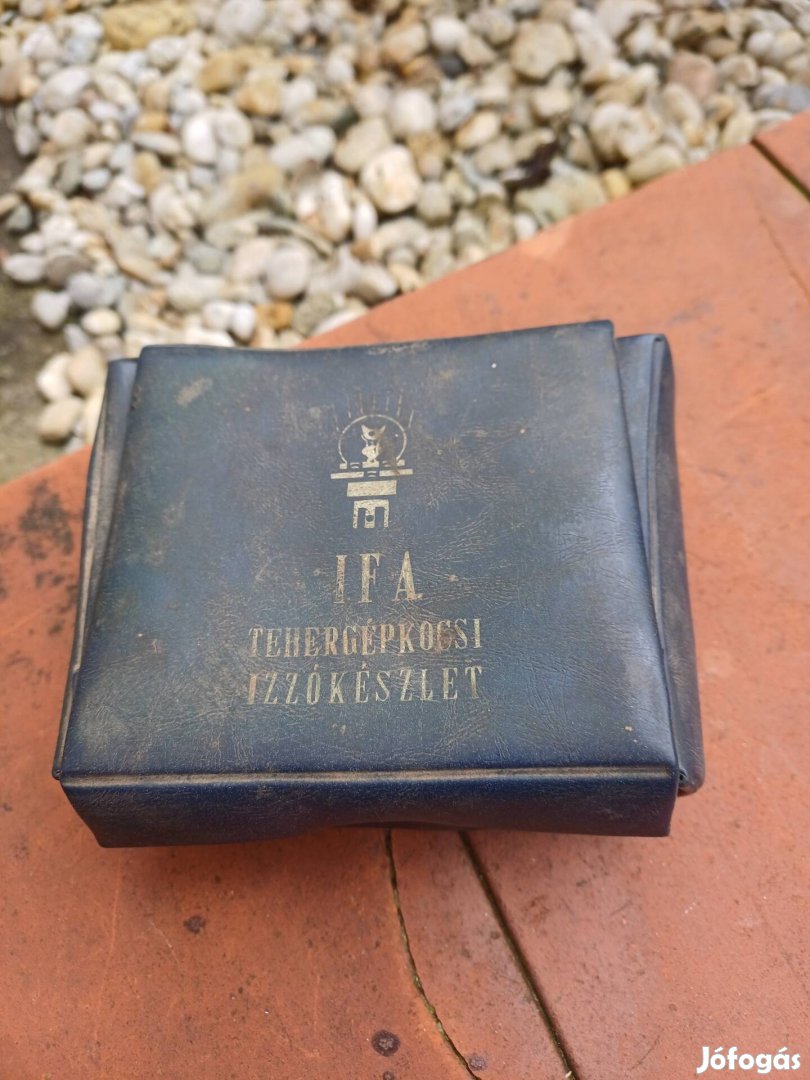 IFA
TEHERGÉPKOCSI
IZZÓKÉSZLET
Jófogás